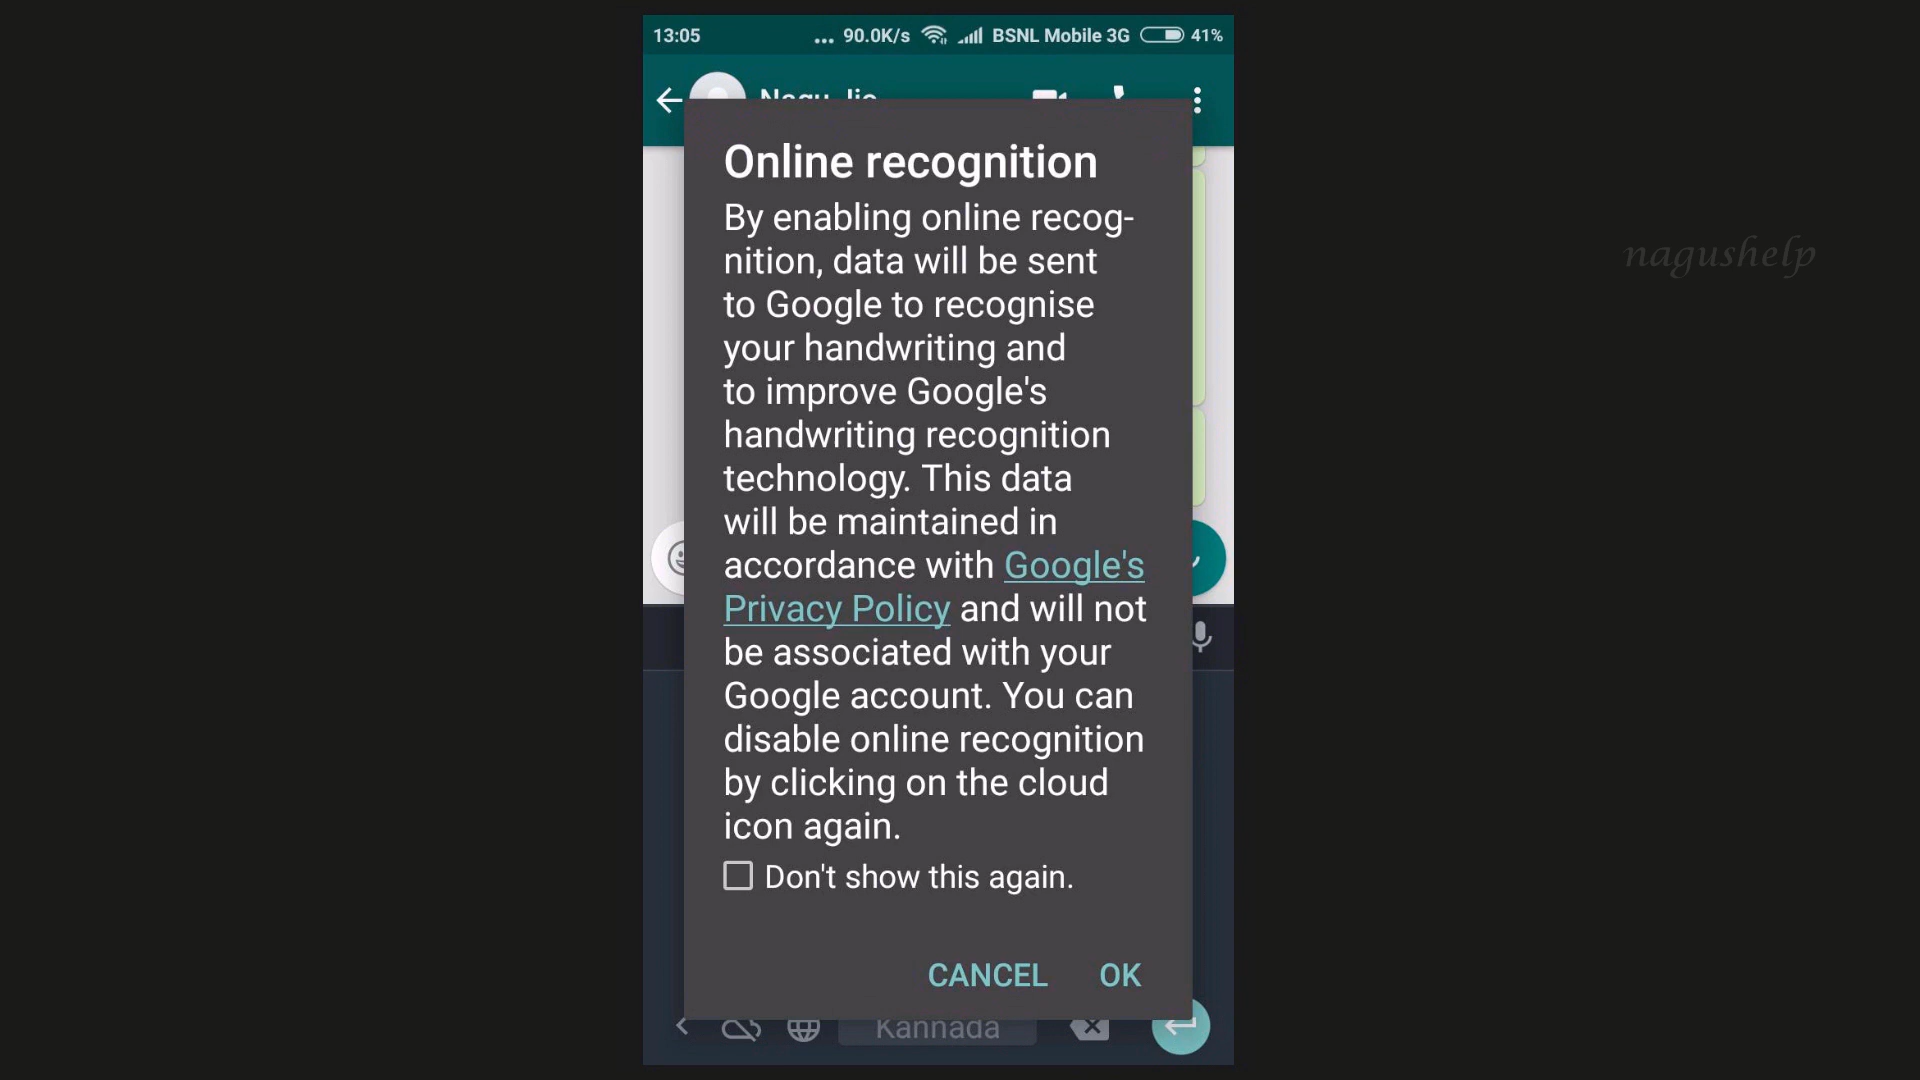 13:05 ... 90.0K/s BSNL Mobile 3G 41%
Nagu Jio
nagushelp
Online recognition
By enabling online recog-
nition, data will be sent
to Google to recognise
your handwriting and
to improve Google's
handwriting recognition
technology. This data
will be maintained in
accordance with Google's
Privacy Policy and will not
be associated with your
Google account. You can
disable online recognition
by clicking on the cloud
icon again.
Don't show this again.
CANCEL OK
Kannada